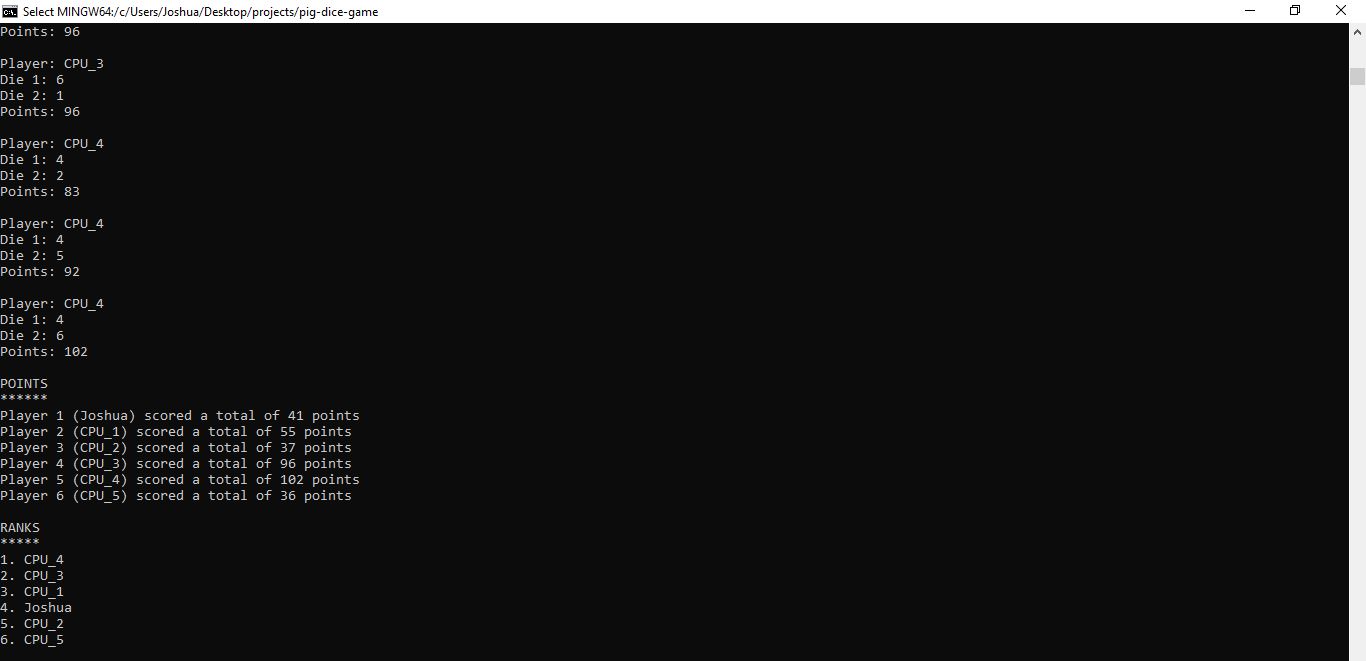 Select MINGW64:/c/Users/Joshua/Desktop/projects/pig-dice-game
Points: 96
Player: CPU_3
Die 1: 6
Die 2: 1
Points: 96
Player: CPU_4
Die 1: 4
Die 2: 2
Points: 83
Player: CPU_4
Die 1: 4
Die 2: 5
Points: 92
Player: CPU_4
Die 1: 4
Die 2: 6
Points: 102
POINTS
******
Player 1 (Joshua) scored a total of 41 points
Player 2 (CPU_1) scored a total of 55 points
Player 3 (CPU_2) scored a total of 37 points
Player 4 (CPU_3) scored a total of 96 points
Player 5 (CPU_4) scored a total of 102 points
Player 6 (CPU_5) scored a total of 36 points
RANKS
*****
1. CPU_4
2. CPU_3
3. CPU_1
4. Joshua
5. CPU_2
6. CPU_5